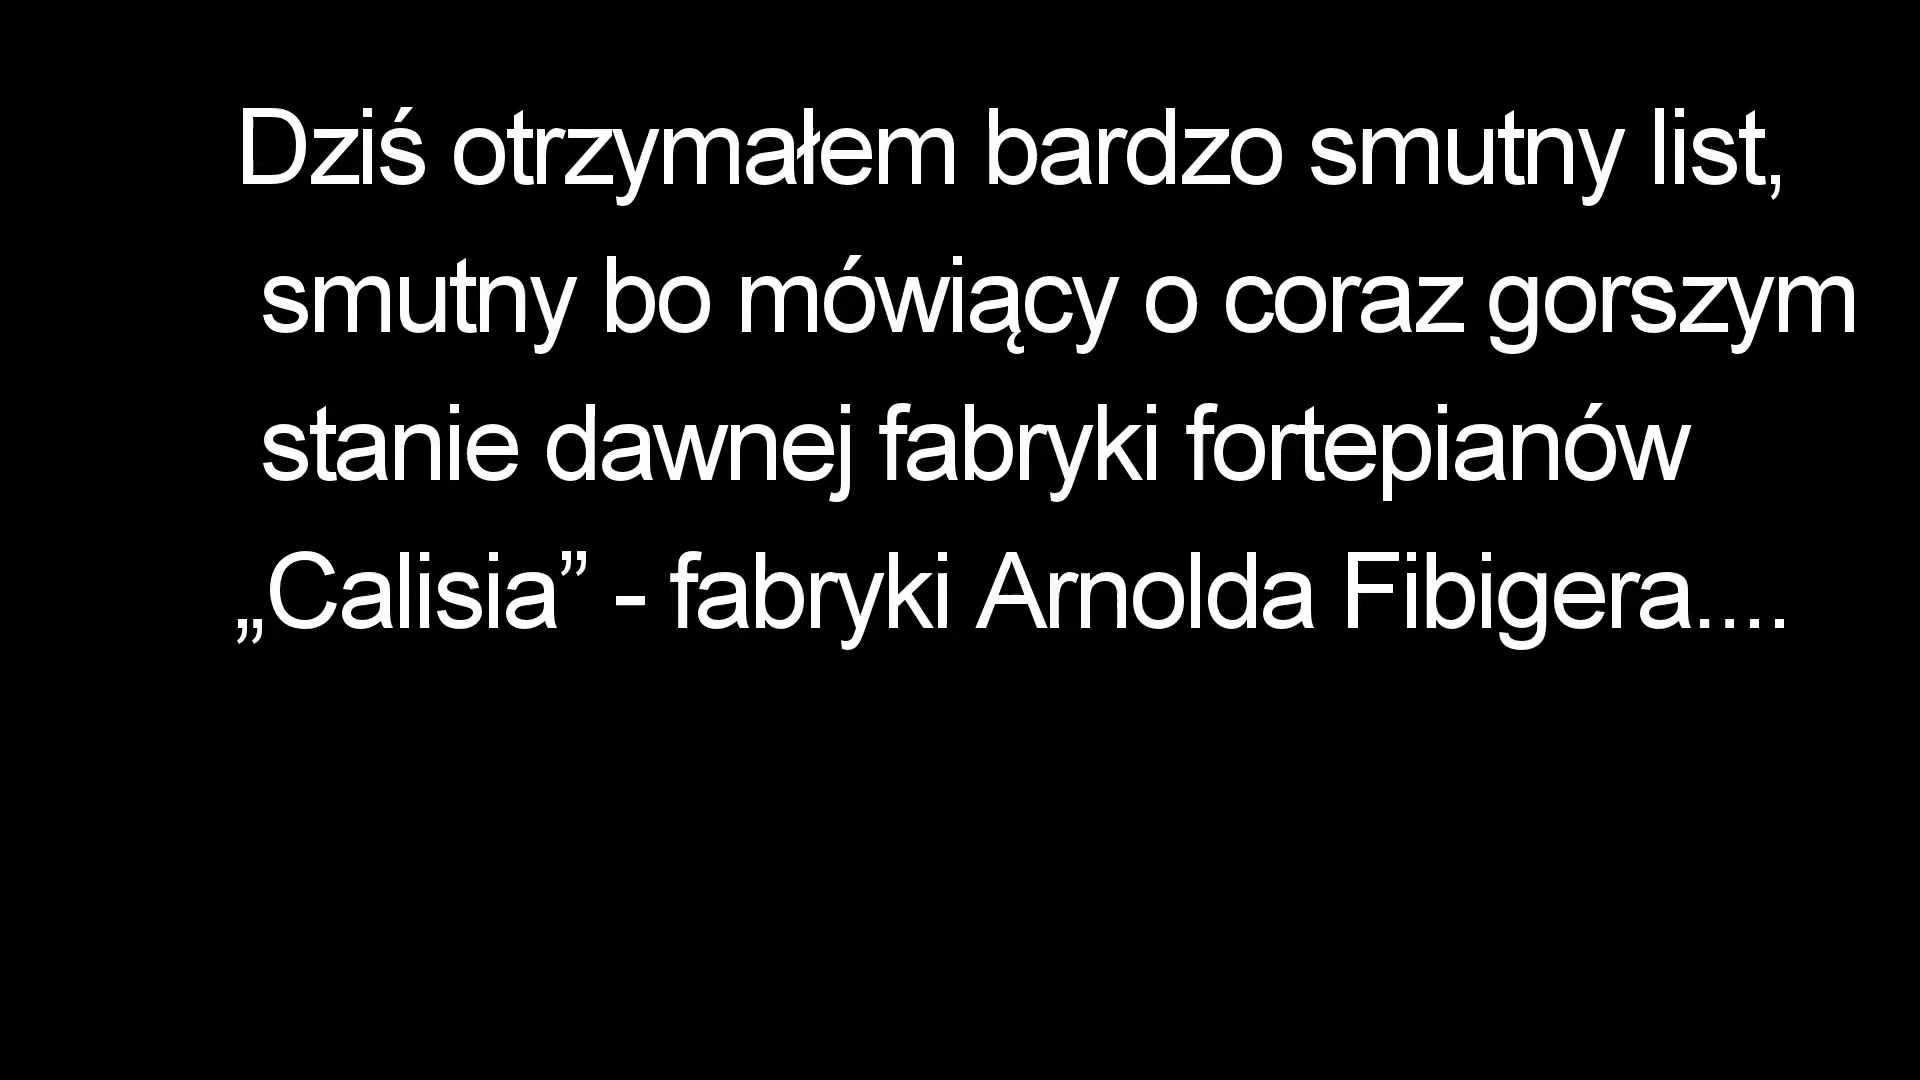 Dziś otrzymałem bardzo smutny list,
smutny bo mówiący o coraz gorszym
stanie dawnej fabryki fortepianów
„Calisia” - fabryki Arnolda Fibigera....